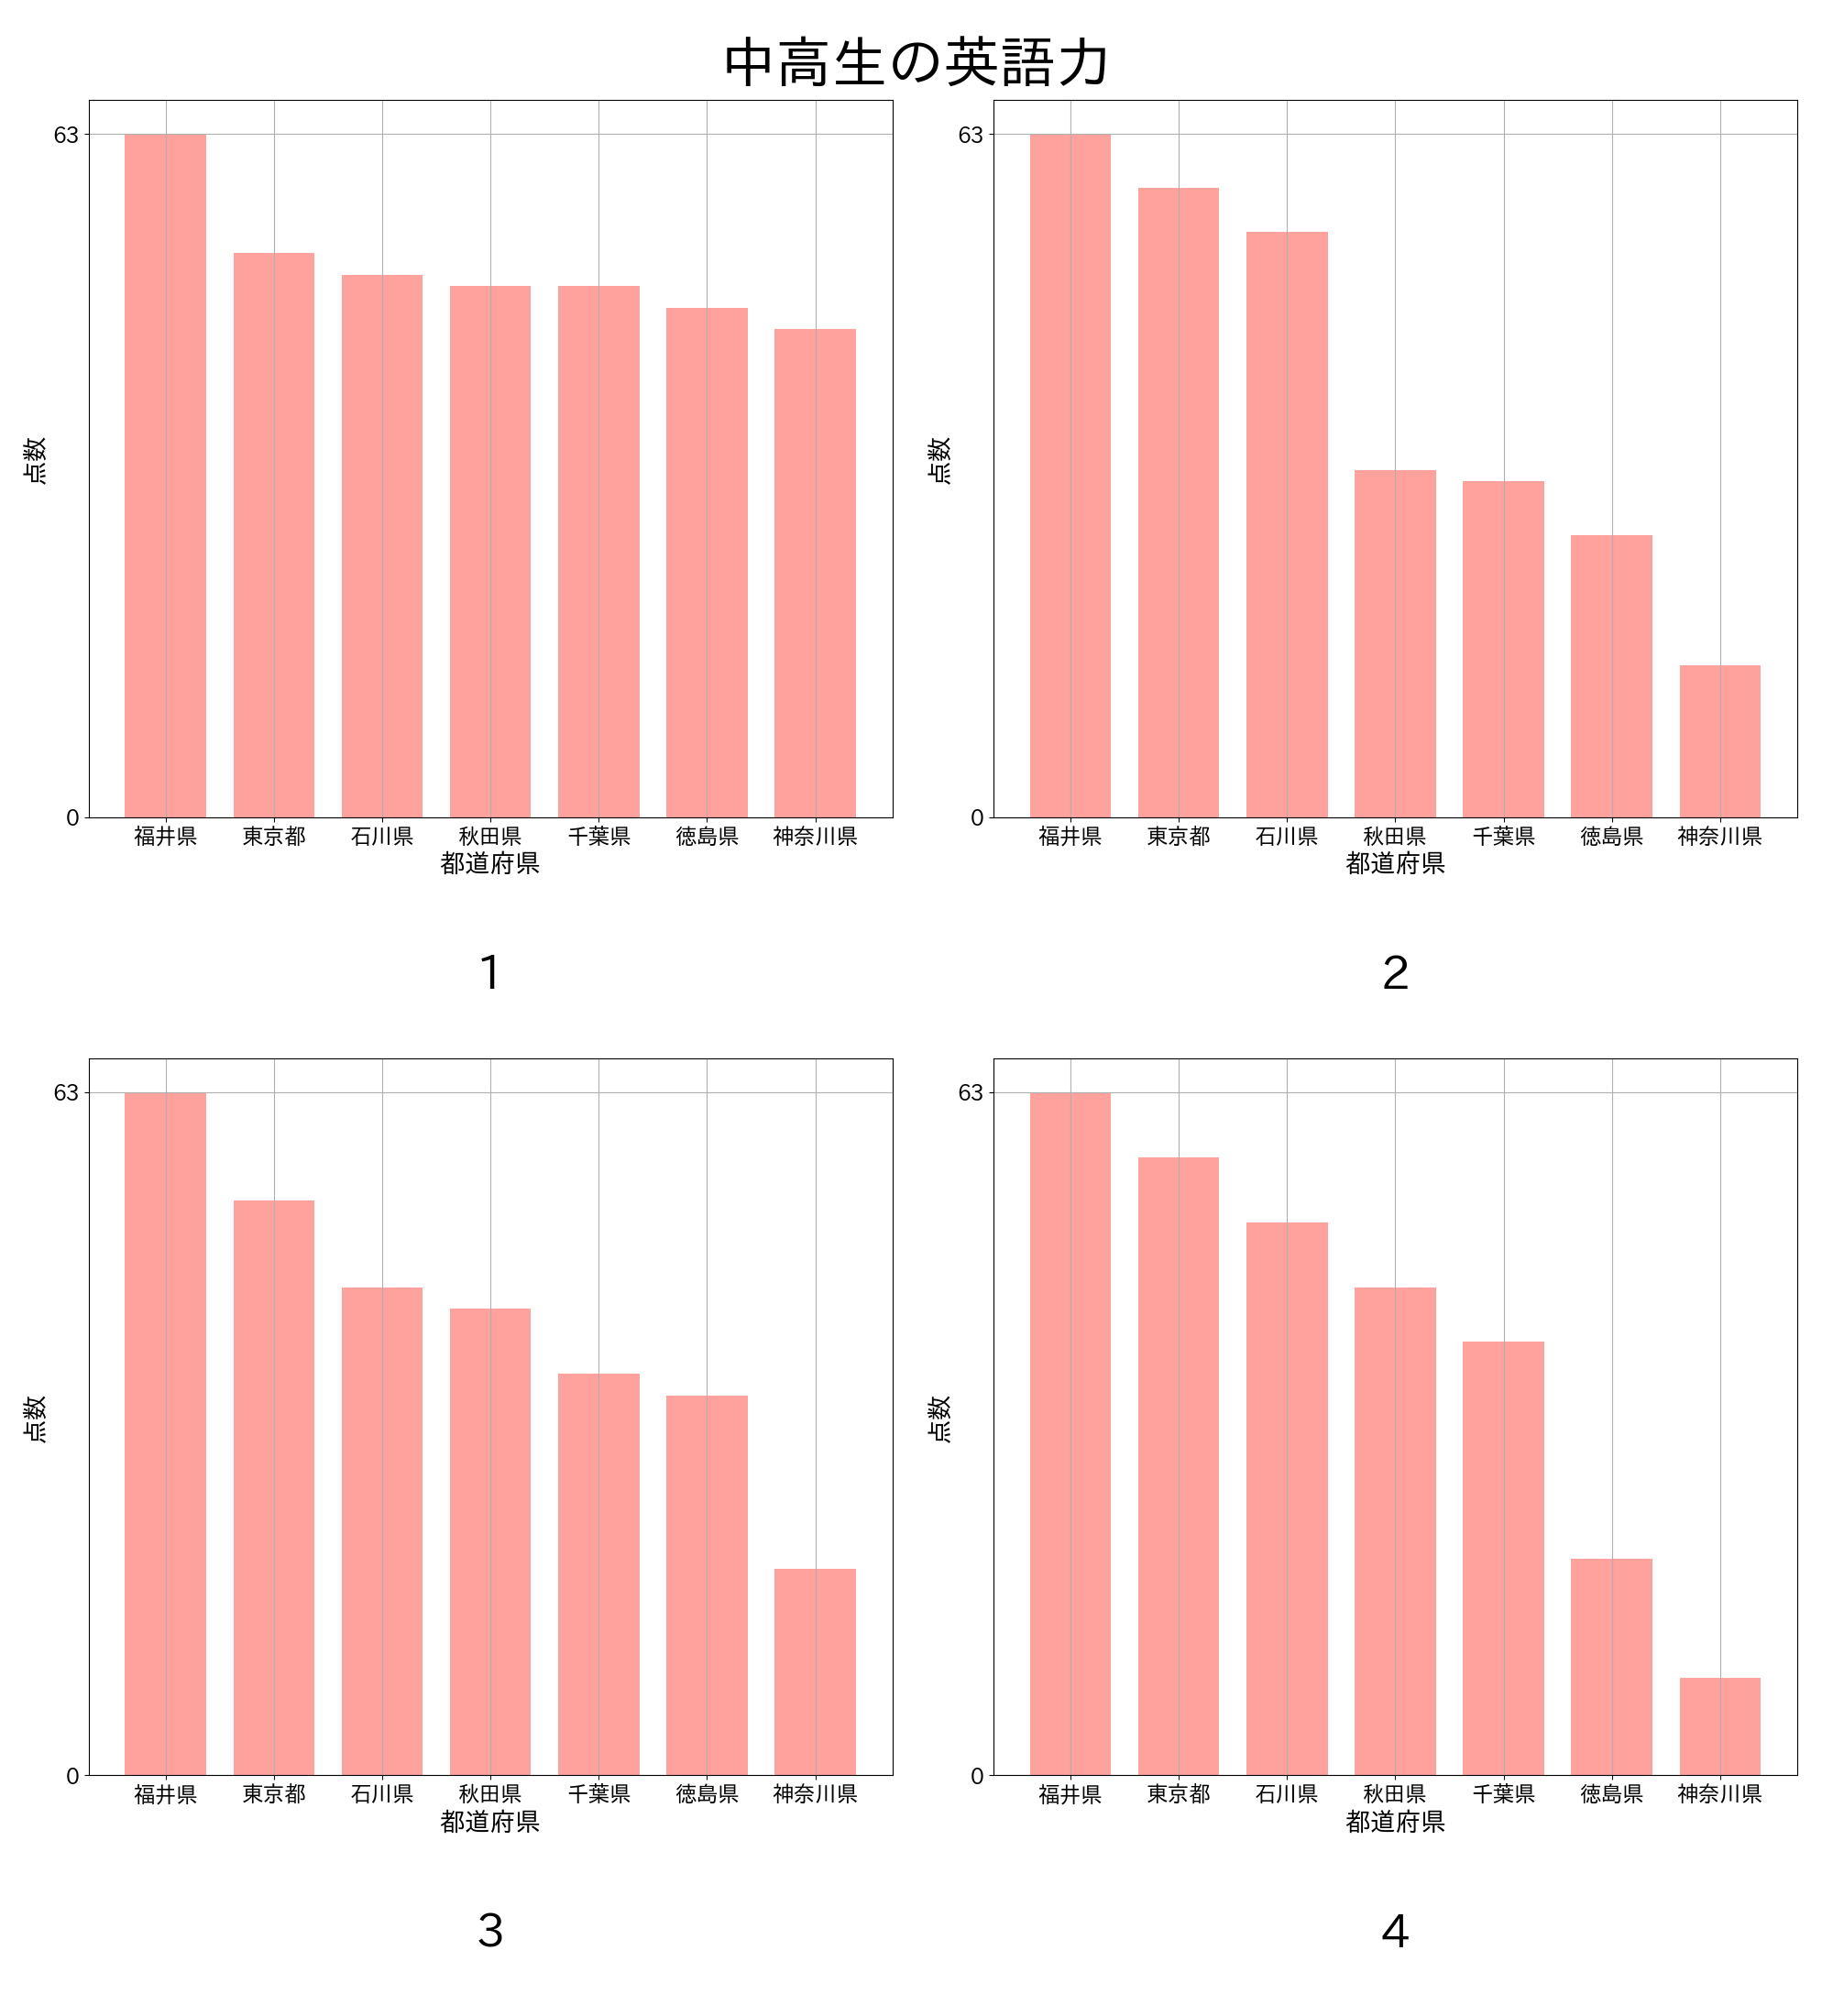 中高生の英語力
63
0
点数
福井県 東京都 石川県 秋田県 千葉県 徳島県 神奈川県
都道府県
1
63
0
点数
福井県 東京都 石川県 秋田県 千葉県 徳島県 神奈川県
都道府県
2
63
0
点数
福井県 東京都 石川県 秋田県 千葉県 徳島県 神奈川県
都道府県
3
63
0
点数
福井県 東京都 石川県 秋田県 千葉県 徳島県 神奈川県
都道府県
4